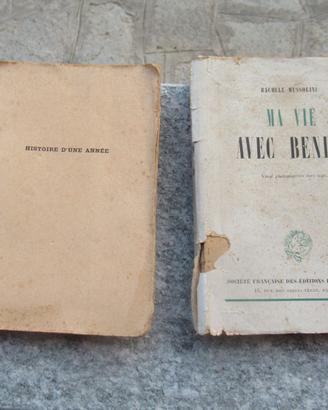 HISTOIRE D'UNE ANNÉE
RACHELE MUSSOLINI
MA VIE
AVEC BENI
SOCIÉTÉ FRANÇAISE DES ÉDITIONS